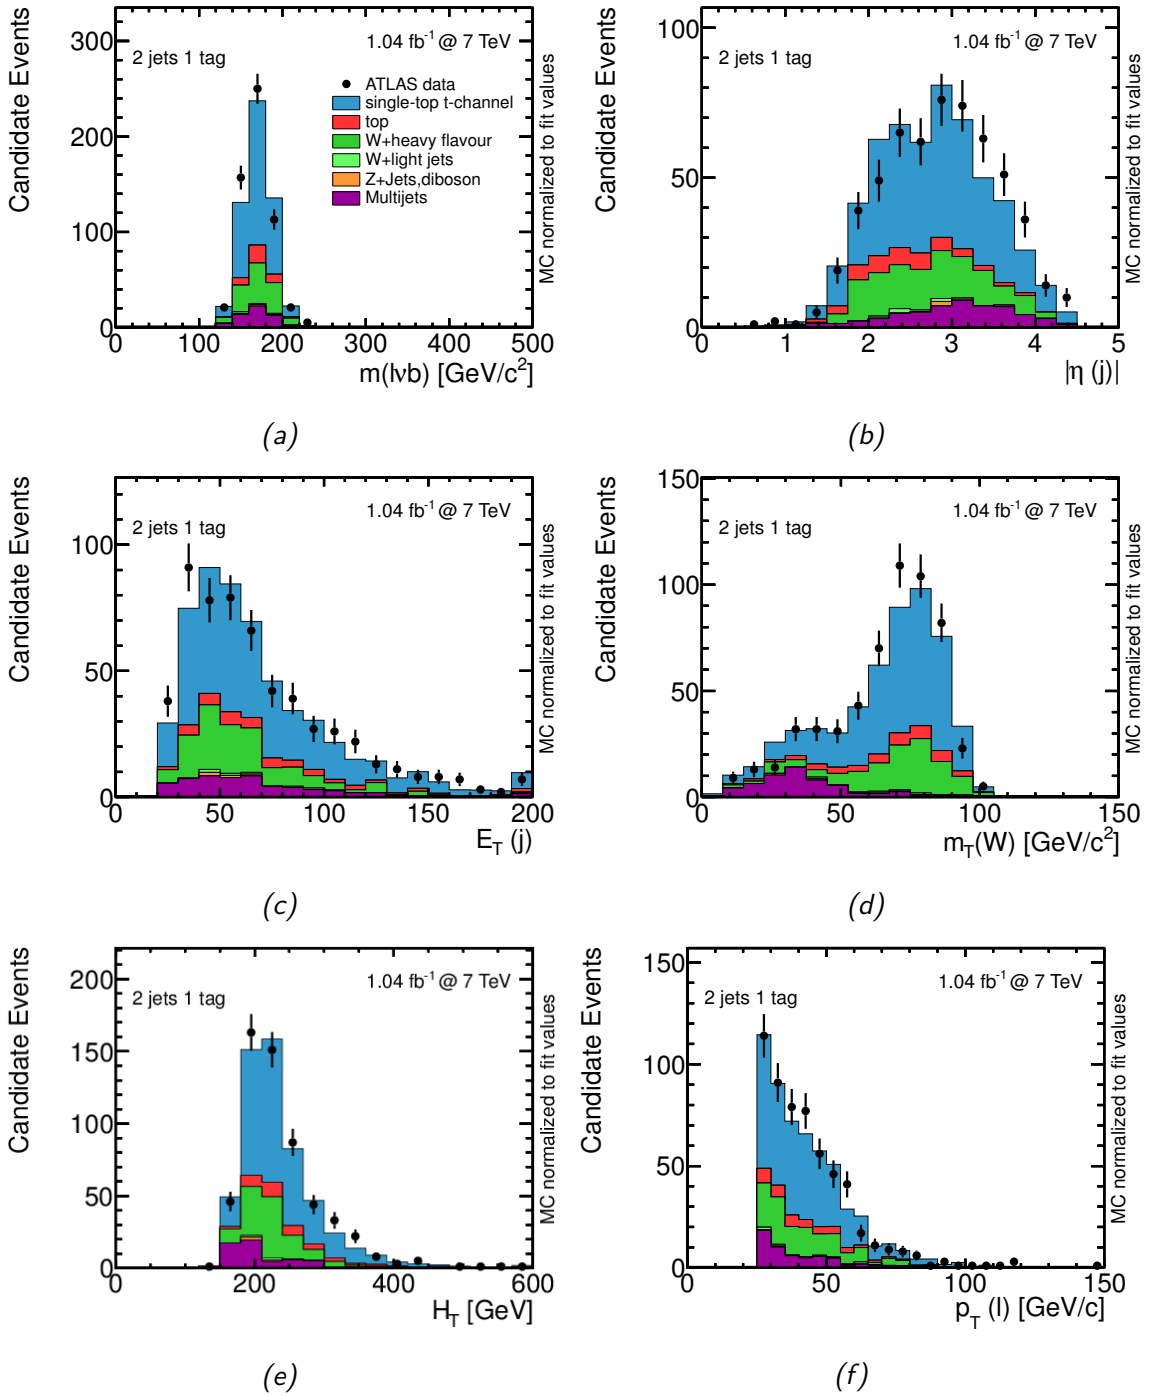 Candidate Events
300
200
100
0
0 100 200 300 400 500
m(lνb) [GeV/c²]
1.04 fb⁻¹ @ 7 TeV
2 jets 1 tag
ATLAS data
single-top t-channel
top
W+heavy flavour
W+light jets
Z+Jets,diboson
Multijets
MC normalized to fit values
(a)
Candidate Events
100
50
0
0 1 2 3 4 5
|η (j)|
1.04 fb⁻¹ @ 7 TeV
2 jets 1 tag
MC normalized to fit values
(b)
Candidate Events
100
50
0
0 50 100 150 200
E_T (j)
1.04 fb⁻¹ @ 7 TeV
2 jets 1 tag
MC normalized to fit values
(c)
Candidate Events
150
100
50
0
0 50 100 150
m_T(W) [GeV/c²]
1.04 fb⁻¹ @ 7 TeV
2 jets 1 tag
MC normalized to fit values
(d)
Candidate Events
200
150
100
50
0
0 200 400 600
H_T [GeV]
1.04 fb⁻¹ @ 7 TeV
2 jets 1 tag
MC normalized to fit values
(e)
Candidate Events
150
100
50
0
0 50 100 150
p_T (l) [GeV/c]
1.04 fb⁻¹ @ 7 TeV
2 jets 1 tag
MC normalized to fit values
(f)